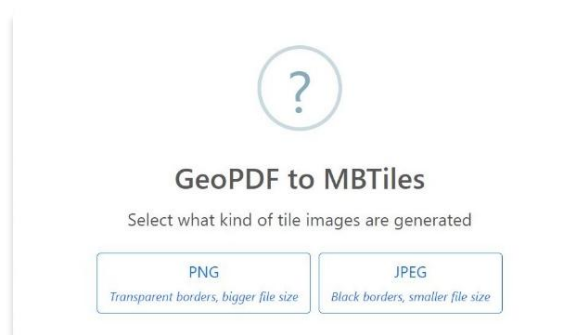 ?
GeoPDF to MBTiles
Select what kind of tile images are generated
PNG
Transparent borders, bigger file size
JPEG
Black borders, smaller file size